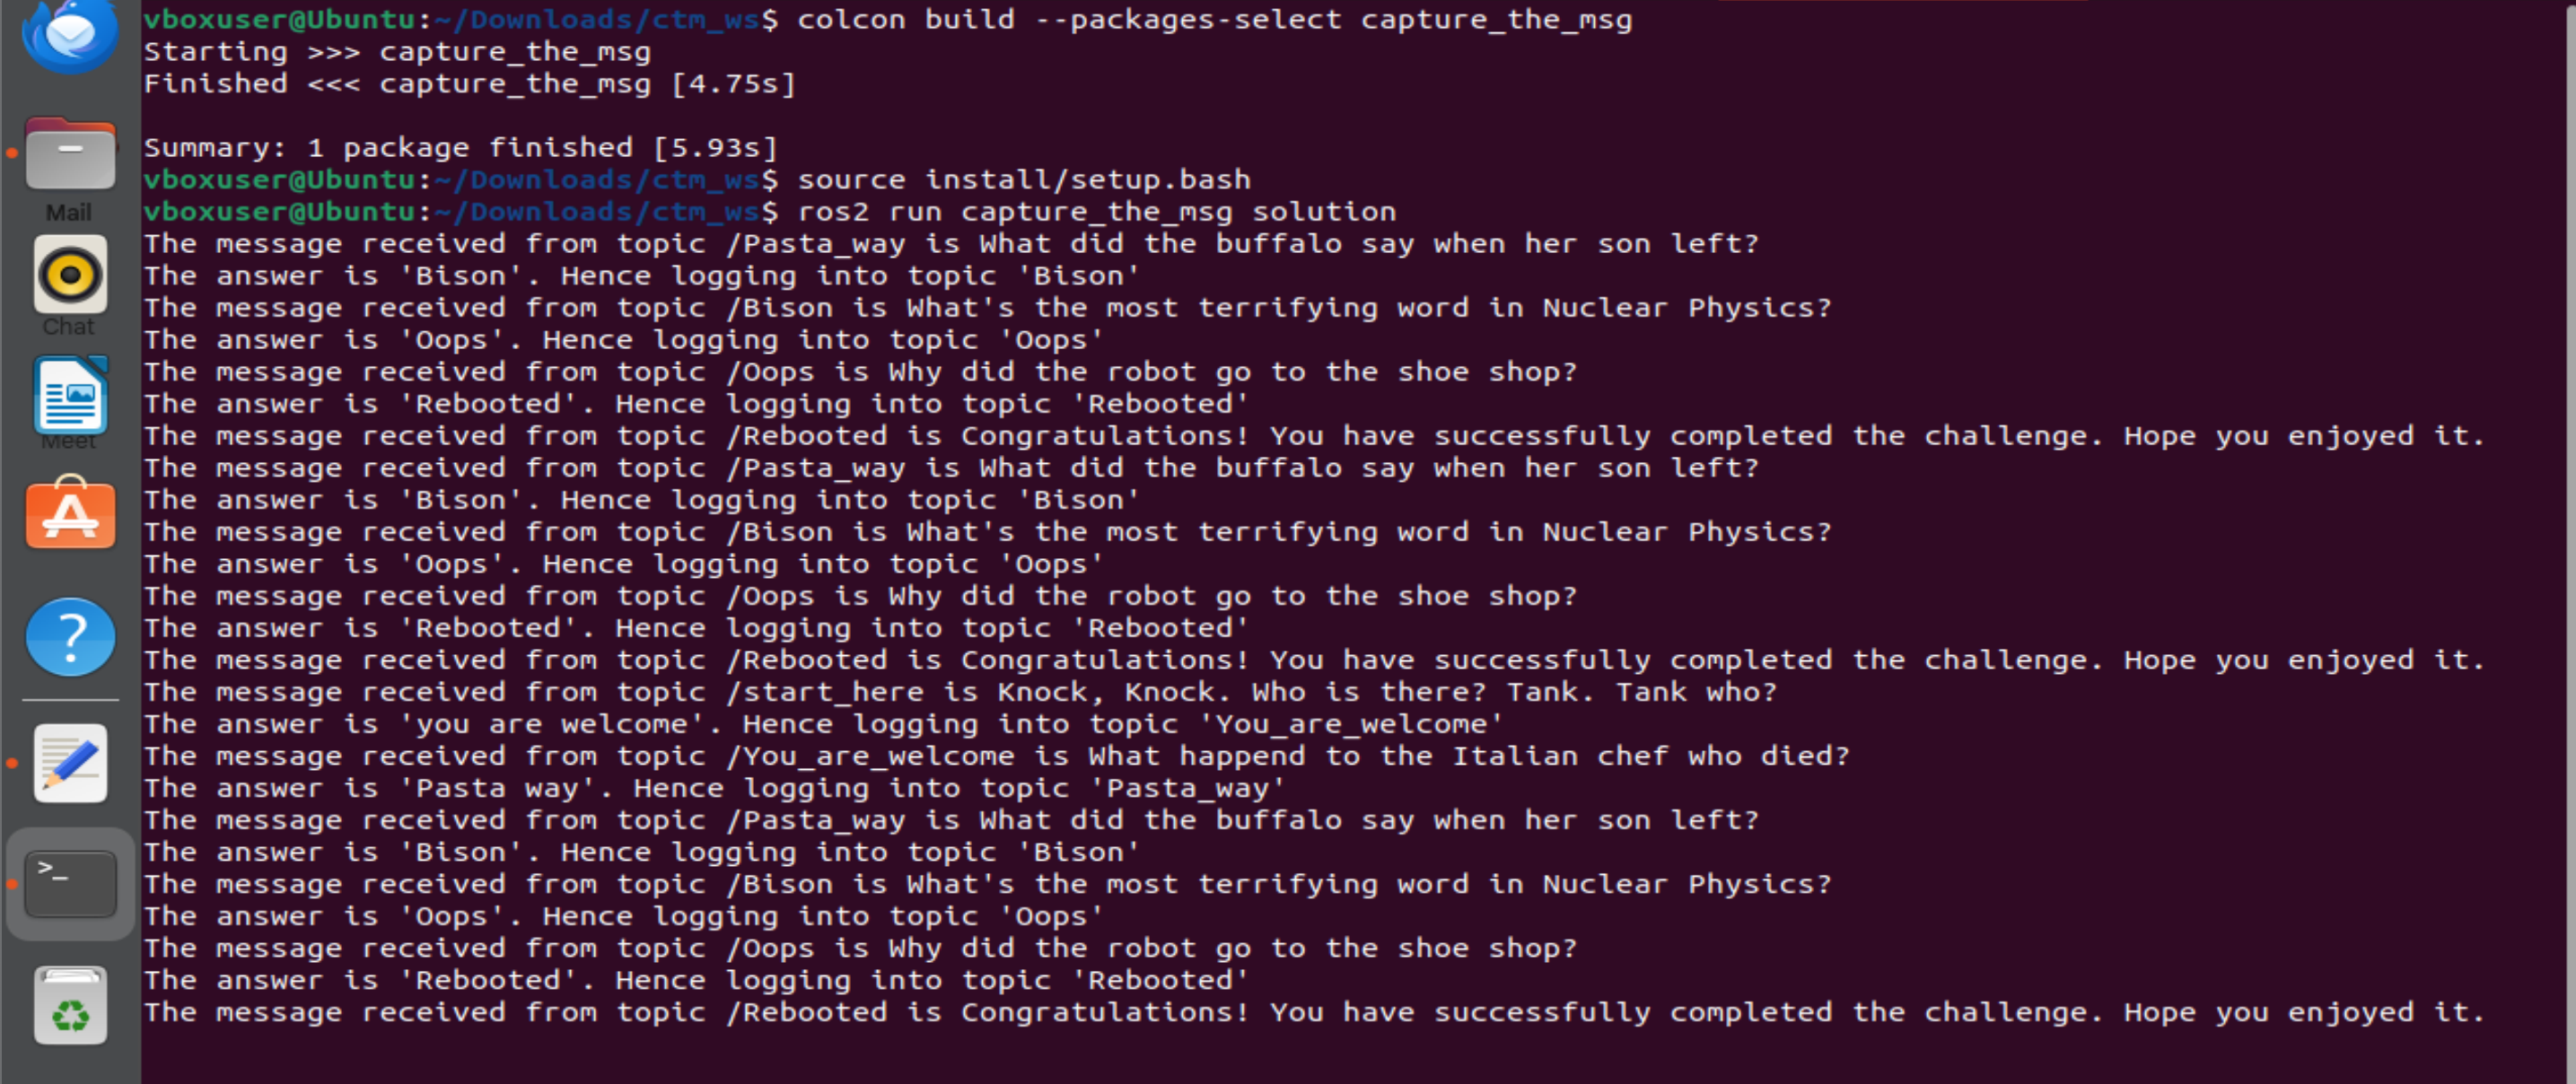 vboxuser@Ubuntu:~/Downloads/ctm_ws$ colcon build --packages-select capture_the_msg
Starting >>> capture_the_msg
Finished <<< capture_the_msg [4.75s]
Summary: 1 package finished [5.93s]
vboxuser@Ubuntu:~/Downloads/ctm_ws$ source install/setup.bash
vboxuser@Ubuntu:~/Downloads/ctm_ws$ ros2 run capture_the_msg solution
The message received from topic /Pasta_way is What did the buffalo say when her son left?
The answer is 'Bison'. Hence logging into topic 'Bison'
The message received from topic /Bison is What's the most terrifying word in Nuclear Physics?
The answer is 'Oops'. Hence logging into topic 'Oops'
The message received from topic /Oops is Why did the robot go to the shoe shop?
The answer is 'Rebooted'. Hence logging into topic 'Rebooted'
The message received from topic /Rebooted is Congratulations! You have successfully completed the challenge. Hope you enjoyed it.
The message received from topic /Pasta_way is What did the buffalo say when her son left?
The answer is 'Bison'. Hence logging into topic 'Bison'
The message received from topic /Bison is What's the most terrifying word in Nuclear Physics?
The answer is 'Oops'. Hence logging into topic 'Oops'
The message received from topic /Oops is Why did the robot go to the shoe shop?
The answer is 'Rebooted'. Hence logging into topic 'Rebooted'
The message received from topic /Rebooted is Congratulations! You have successfully completed the challenge. Hope you enjoyed it.
The message received from topic /start_here is Knock, Knock. Who is there? Tank. Tank who?
The answer is 'you are welcome'. Hence logging into topic 'You_are_welcome'
The message received from topic /You_are_welcome is What happend to the Italian chef who died?
The answer is 'Pasta way'. Hence logging into topic 'Pasta_way'
The message received from topic /Pasta_way is What did the buffalo say when her son left?
The answer is 'Bison'. Hence logging into topic 'Bison'
The message received from topic /Bison is What's the most terrifying word in Nuclear Physics?
The answer is 'Oops'. Hence logging into topic 'Oops'
The message received from topic /Oops is Why did the robot go to the shoe shop?
The answer is 'Rebooted'. Hence logging into topic 'Rebooted'
The message received from topic /Rebooted is Congratulations! You have successfully completed the challenge. Hope you enjoyed it.
Mail
Chat
Meet